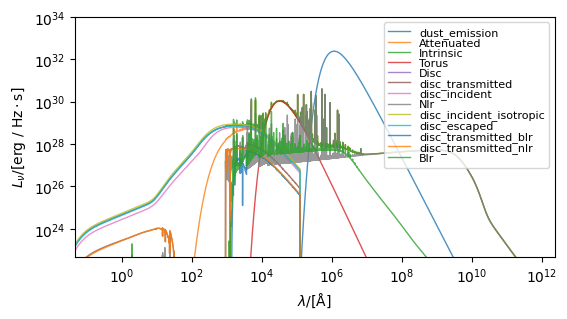 10^34
10^32
10^30
10^28
10^26
10^24
L_ν/[erg / Hz · s]
dust_emission
Attenuated
Intrinsic
Torus
Disc
disc_transmitted
disc_incident
Nlr
disc_incident_isotropic
disc_escaped
disc_transmitted_blr
disc_transmitted_nlr
Blr
10^0 10^2 10^4 10^6 10^8 10^10 10^12
λ/[Å]